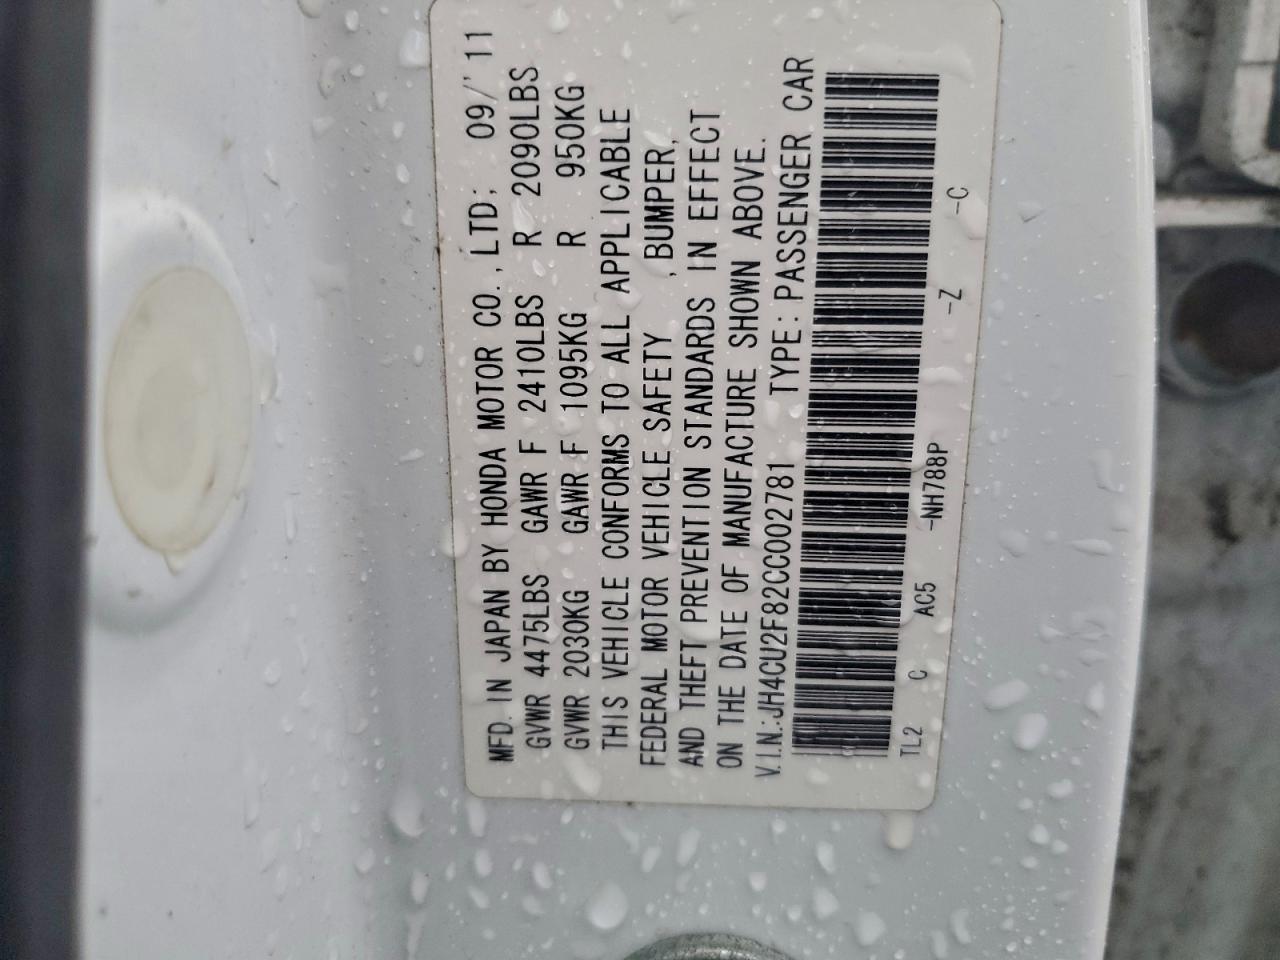 MFD. IN JAPAN BY HONDA MOTOR CO., LTD; 09/'11
GVWR 4475LBS GAWR F 2410LBS R 2090LBS
GVWR 2030KG GAWR F 1095KG R 950KG
THIS VEHICLE CONFORMS TO ALL APPLICABLE
FEDERAL MOTOR VEHICLE SAFETY , BUMPER,
AND THEFT PREVENTION STANDARDS IN EFFECT
ON THE DATE OF MANUFACTURE SHOWN ABOVE.
V.I.N.:JH4CU2F82CC002781 TYPE: PASSENGER CAR
TL2 C AC5 -NH788P -Z -C